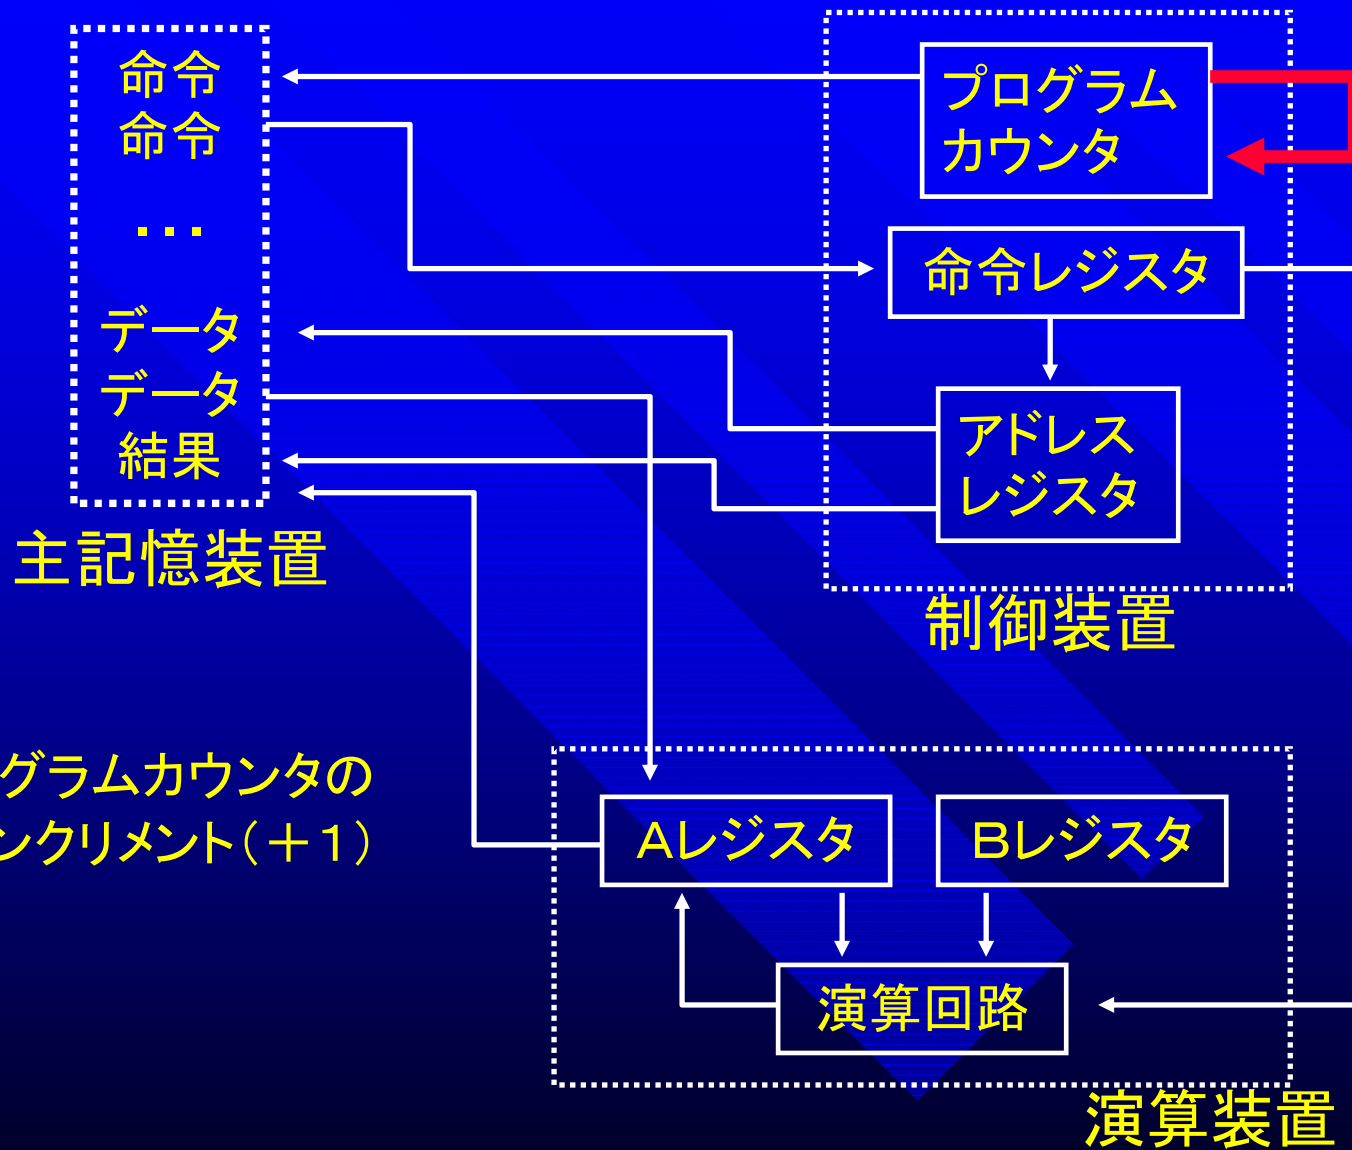 命令
命令
...
データ
データ
結果
主記憶装置
プログラム
カウンタ
命令レジスタ
アドレス
レジスタ
制御装置
グラムカウンタの
ンクリメント(+1)
Aレジスタ
Bレジスタ
演算回路
演算装置